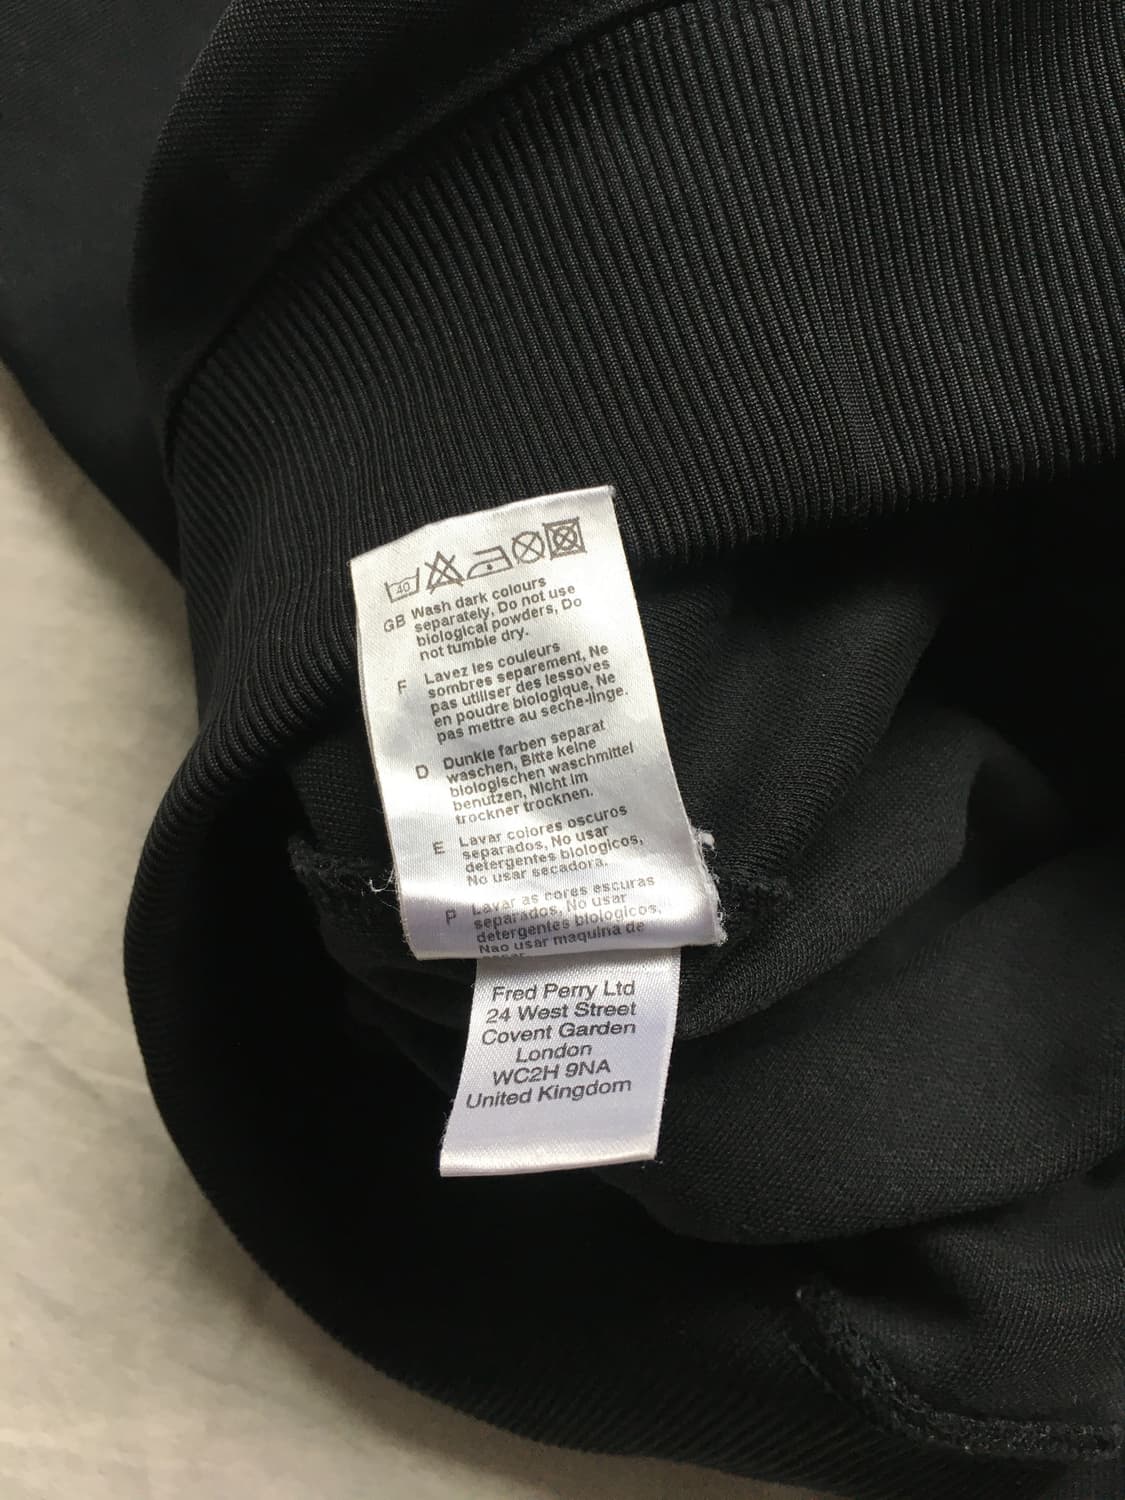 40
GB Wash dark colours
separately, Do not use
biological powders, Do
not tumble dry.
F Lavez les couleurs
sombres separement, Ne
pas utiliser des lessoves
en poudre biologique, Ne
pas mettre au seche-linge.
D Dunkle farben separat
waschen, Bitte keine
biologischen waschmittel
benutzen, Nicht im
trockner trocknen.
E Lavar colores oscuros
separados, No usar
detergentes biologicos,
No usar secadora.
P Lavar as cores escuras
separados, No usar
detergentes biologicos,
Nao usar maquina de
Fred Perry Ltd
24 West Street
Covent Garden
London
WC2H 9NA
United Kingdom